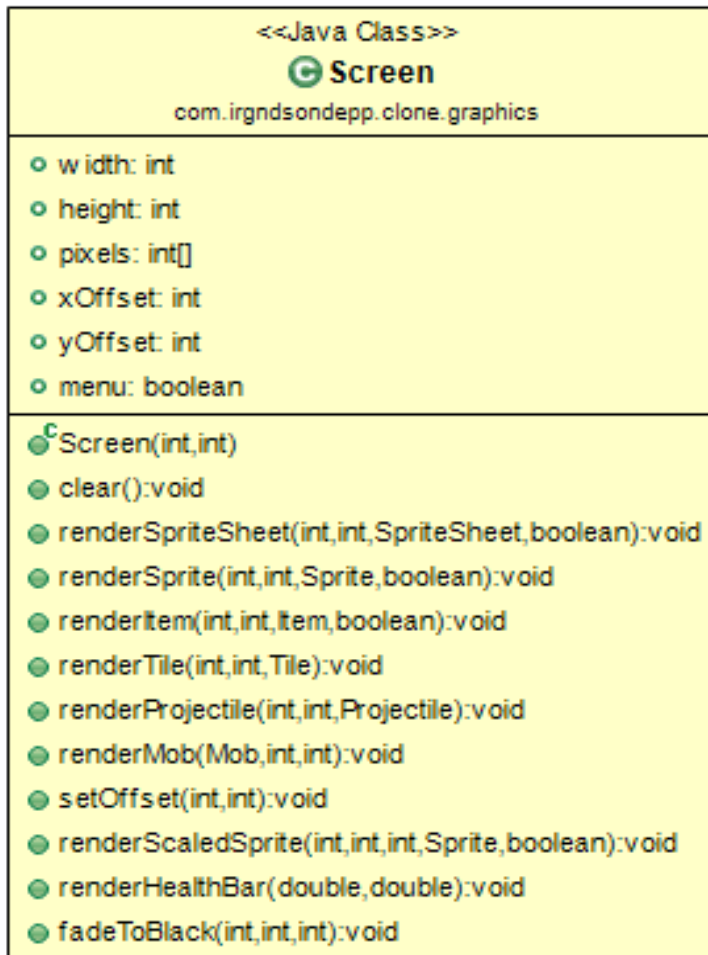 <<Java Class>>
C Screen
com.irgndsondepp.clone.graphics
width: int
height: int
pixels: int[]
xOffset: int
yOffset: int
menu: boolean
C Screen(int,int)
clear():void
renderSpriteSheet(int,int,SpriteSheet,boolean):void
renderSprite(int,int,Sprite,boolean):void
renderItem(int,int,Item,boolean):void
renderTile(int,int,Tile):void
renderProjectile(int,int,Projectile):void
renderMob(Mob,int,int):void
setOffset(int,int):void
renderScaledSprite(int,int,int,Sprite,boolean):void
renderHealthBar(double,double):void
fadeToBlack(int,int,int):void